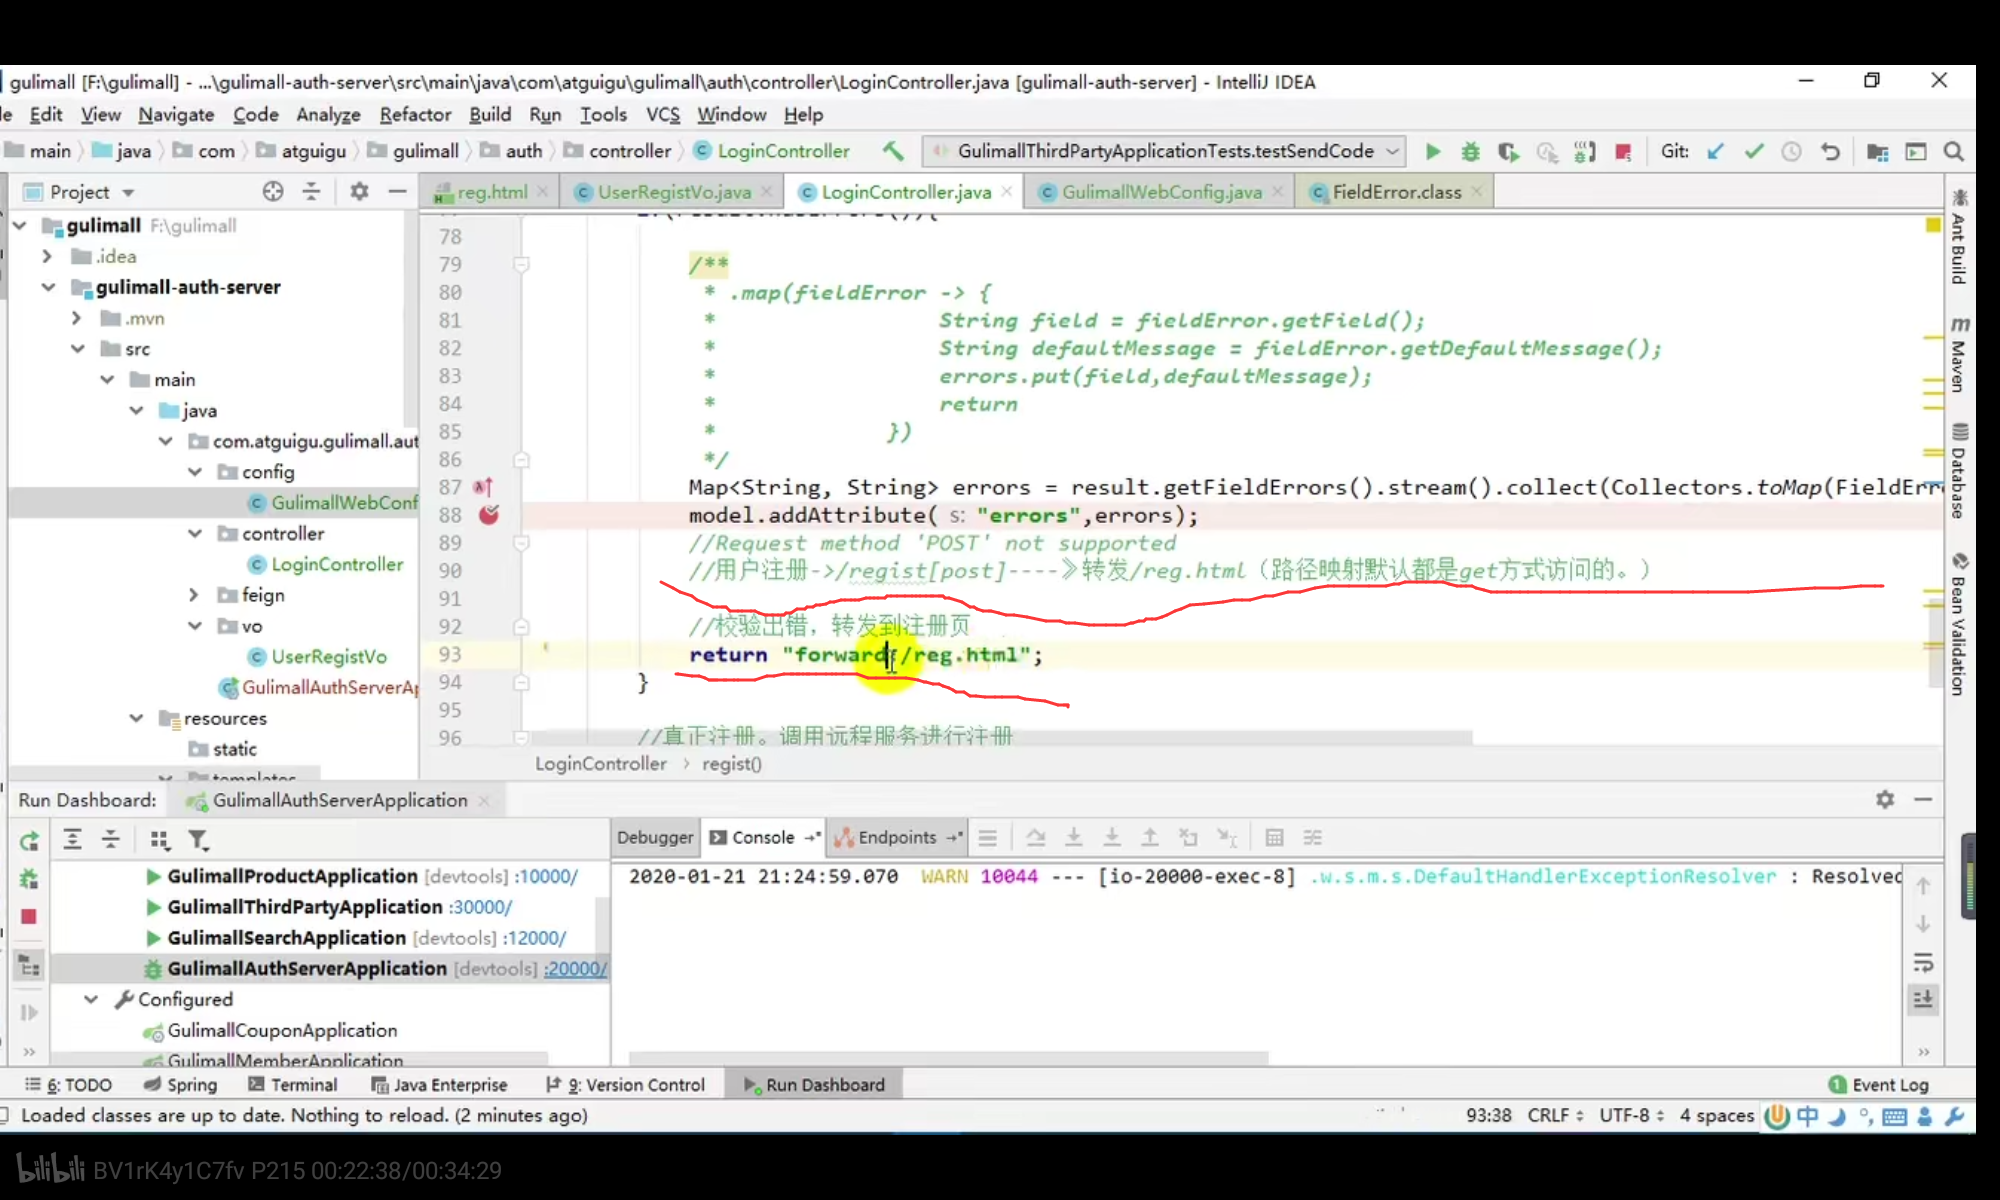 gulimall [F:\gulimall] - ...\gulimall-auth-server\src\main\java\com\atguigu\gulimall\auth\controller\LoginController.java [gulimall-auth-server] - IntelliJ IDEA
Edit View Navigate Code Analyze Refactor Build Run Tools VCS Window Help
main java com atguigu gulimall auth controller LoginController GulimallThirdPartyApplicationTests.testSendCode Git:
Project reg.html UserRegistVo.java LoginController.java GulimallWebConfig.java FieldError.class
gulimall F:\gulimall
.idea
gulimall-auth-server
.mvn
src
main
java
com.atguigu.gulimall.aut
config
GulimallWebConf
controller
LoginController
feign
vo
UserRegistVo
GulimallAuthServerAp
resources
static
templates
78
79 /**
80 * .map(fieldError -> {
81 * String field = fieldError.getField();
82 * String defaultMessage = fieldError.getDefaultMessage();
83 * errors.put(field,defaultMessage);
84 * return
85 * })
86 */
87 Map<String, String> errors = result.getFieldErrors().stream().collect(Collectors.toMap(FieldErr
88 model.addAttribute( s: "errors",errors);
89 //Request method 'POST' not supported
90 //用户注册->/regist[post]----》转发/reg.html（路径映射默认都是get方式访问的。）
91
92 //校验出错，转发到注册页
93 return "forward:/reg.html";
94 }
95
96 //真正注册。调用远程服务进行注册
LoginController › regist()
Ant Build
Maven
Database
Bean Validation
Run Dashboard: GulimallAuthServerApplication
Debugger Console Endpoints
GulimallProductApplication [devtools] :10000/
GulimallThirdPartyApplication :30000/
GulimallSearchApplication [devtools] :12000/
GulimallAuthServerApplication [devtools] :20000/
Configured
GulimallCouponApplication
GulimallMemberApplication
2020-01-21 21:24:59.070 WARN 10044 --- [io-20000-exec-8] .w.s.m.s.DefaultHandlerExceptionResolver : Resolved
6: TODO Spring Terminal Java Enterprise 9: Version Control Run Dashboard 1 Event Log
Loaded classes are up to date. Nothing to reload. (2 minutes ago) 93:38 CRLF UTF-8 4 spaces 中
bilibili BV1rK4y1C7fv P215 00:22:38/00:34:29